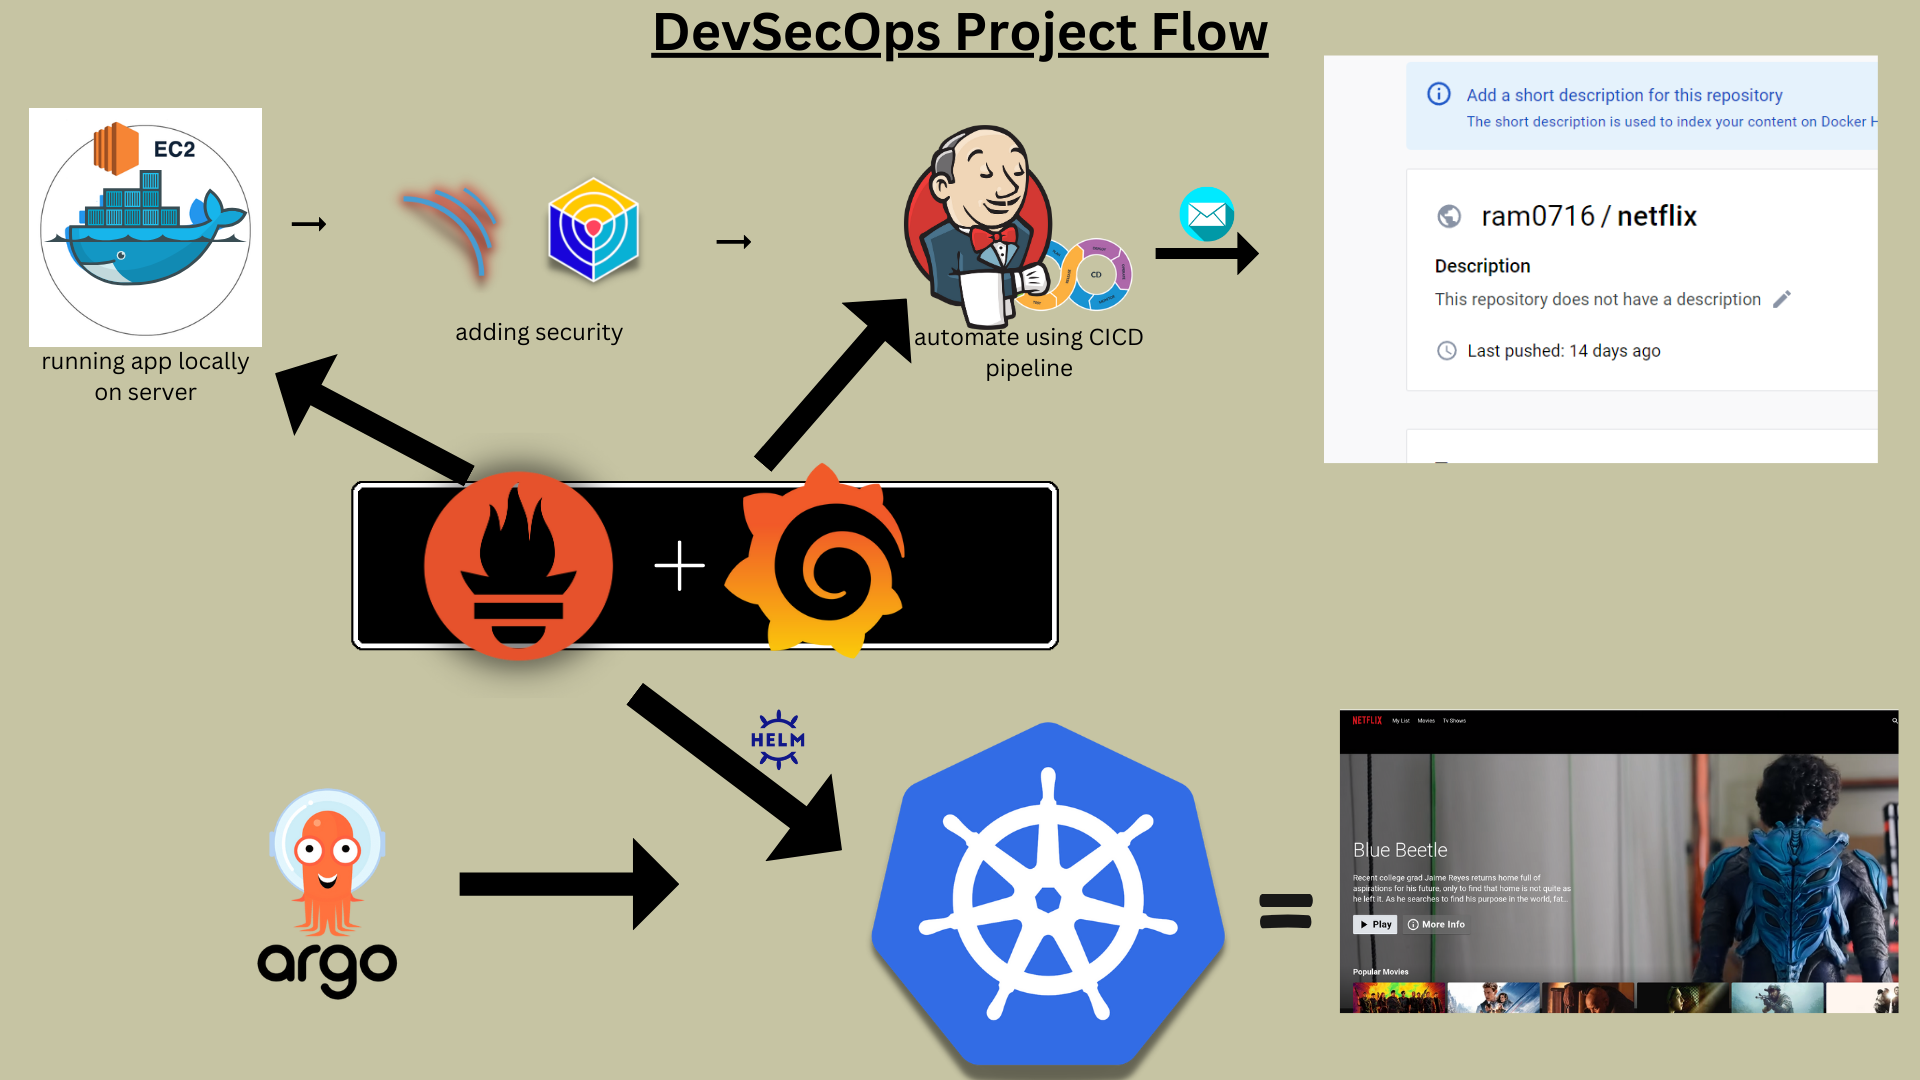 DevSecOps Project Flow
EC2
running app locally
on server
adding security
CD
automate using CICD
pipeline
Add a short description for this repository
The short description is used to index your content on Docker H
ram0716 / netflix
Description
This repository does not have a description
Last pushed: 14 days ago
HELM
argo
NETFLIX My List Movies Tv Shows
Blue Beetle
Recent college grad Jaime Reyes returns home full of
aspirations for his future, only to find that home is not quite as
he left it. As he searches to find his purpose in the world, fat...
Play More Info
Popular Movies